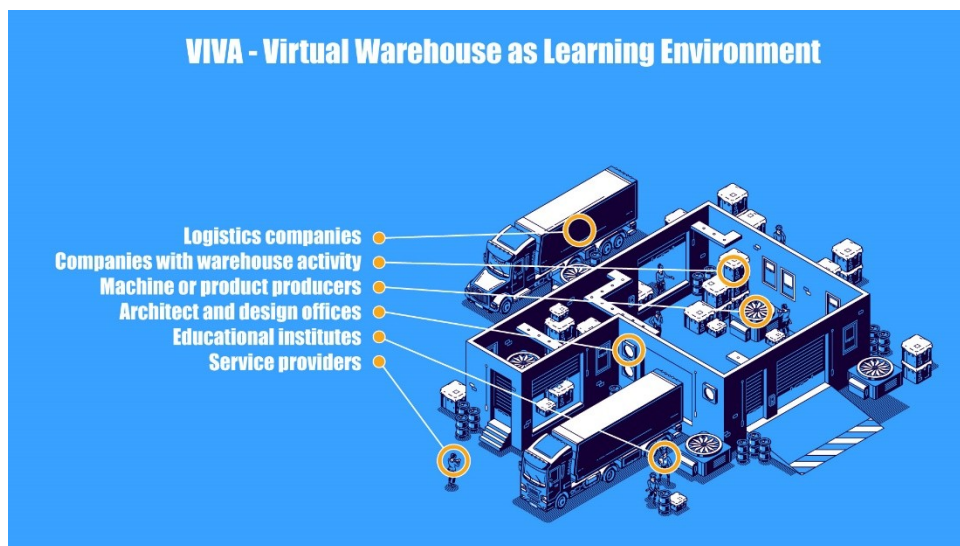 VIVA - Virtual Warehouse as Learning Environment
Logistics companies
Companies with warehouse activity
Machine or product producers
Architect and design offices
Educational institutes
Service providers